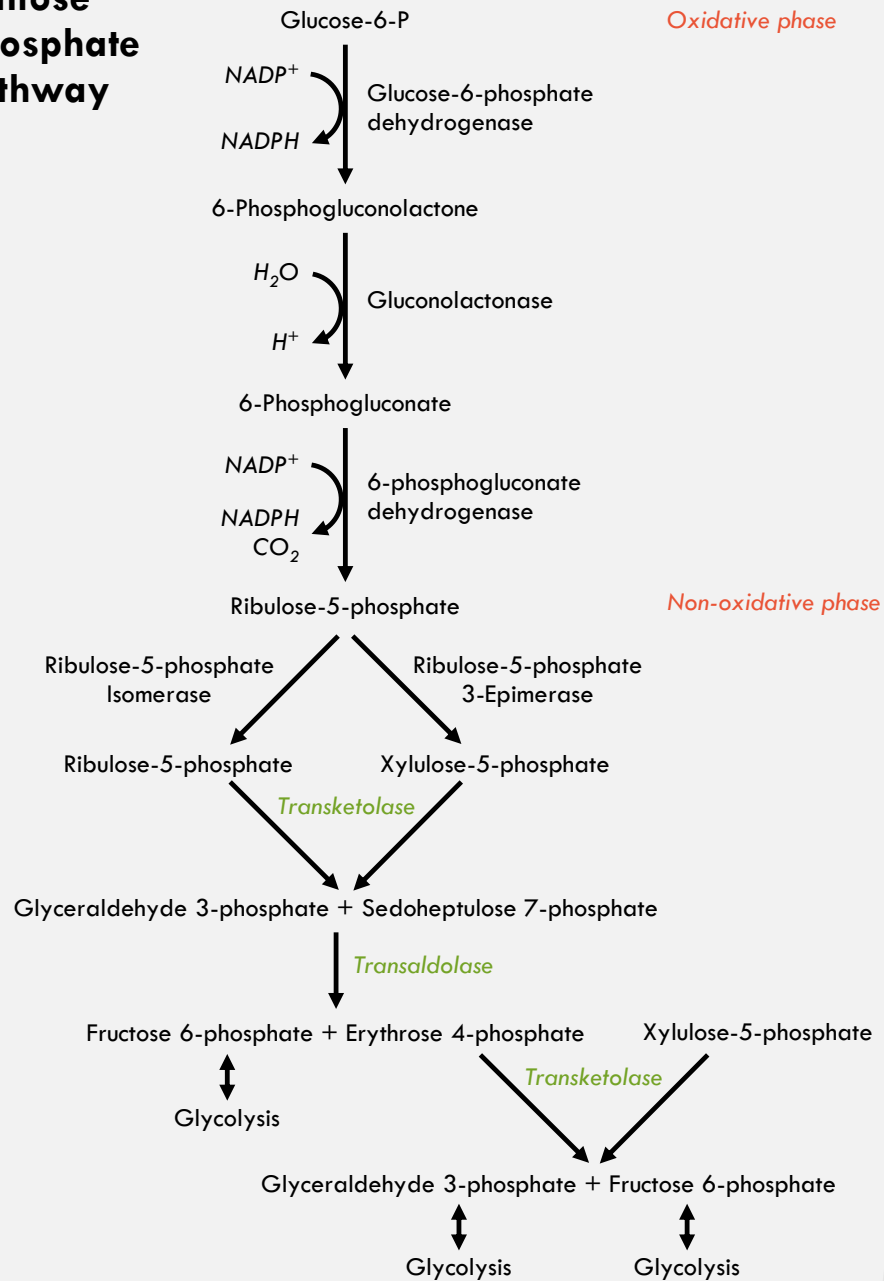 osphate
thway
Glucose-6-P
Oxidative phase
NADP⁺
Glucose-6-phosphate
dehydrogenase
NADPH
6-Phosphogluconolactone
H₂O
Gluconolactonase
H⁺
6-Phosphogluconate
NADP⁺
6-phosphogluconate
dehydrogenase
NADPH
CO₂
Ribulose-5-phosphate
Non-oxidative phase
Ribulose-5-phosphate
Isomerase
Ribulose-5-phosphate
3-Epimerase
Ribulose-5-phosphate
Xylulose-5-phosphate
Transketolase
Glyceraldehyde 3-phosphate + Sedoheptulose 7-phosphate
Transaldolase
Fructose 6-phosphate + Erythrose 4-phosphate
Xylulose-5-phosphate
Transketolase
Glycolysis
Glyceraldehyde 3-phosphate + Fructose 6-phosphate
Glycolysis
Glycolysis